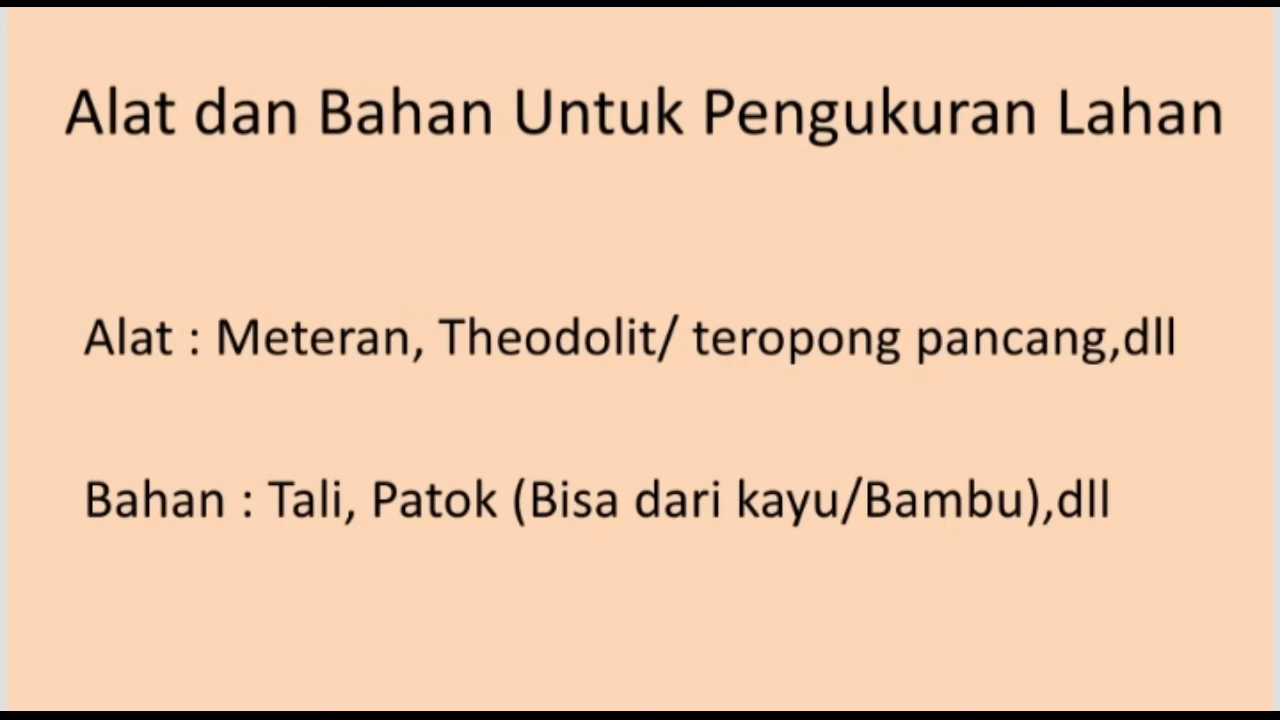 Alat dan Bahan Untuk Pengukuran Lahan
Alat : Meteran, Theodolit/ teropong pancang,dll
Bahan : Tali, Patok (Bisa dari kayu/Bambu),dll